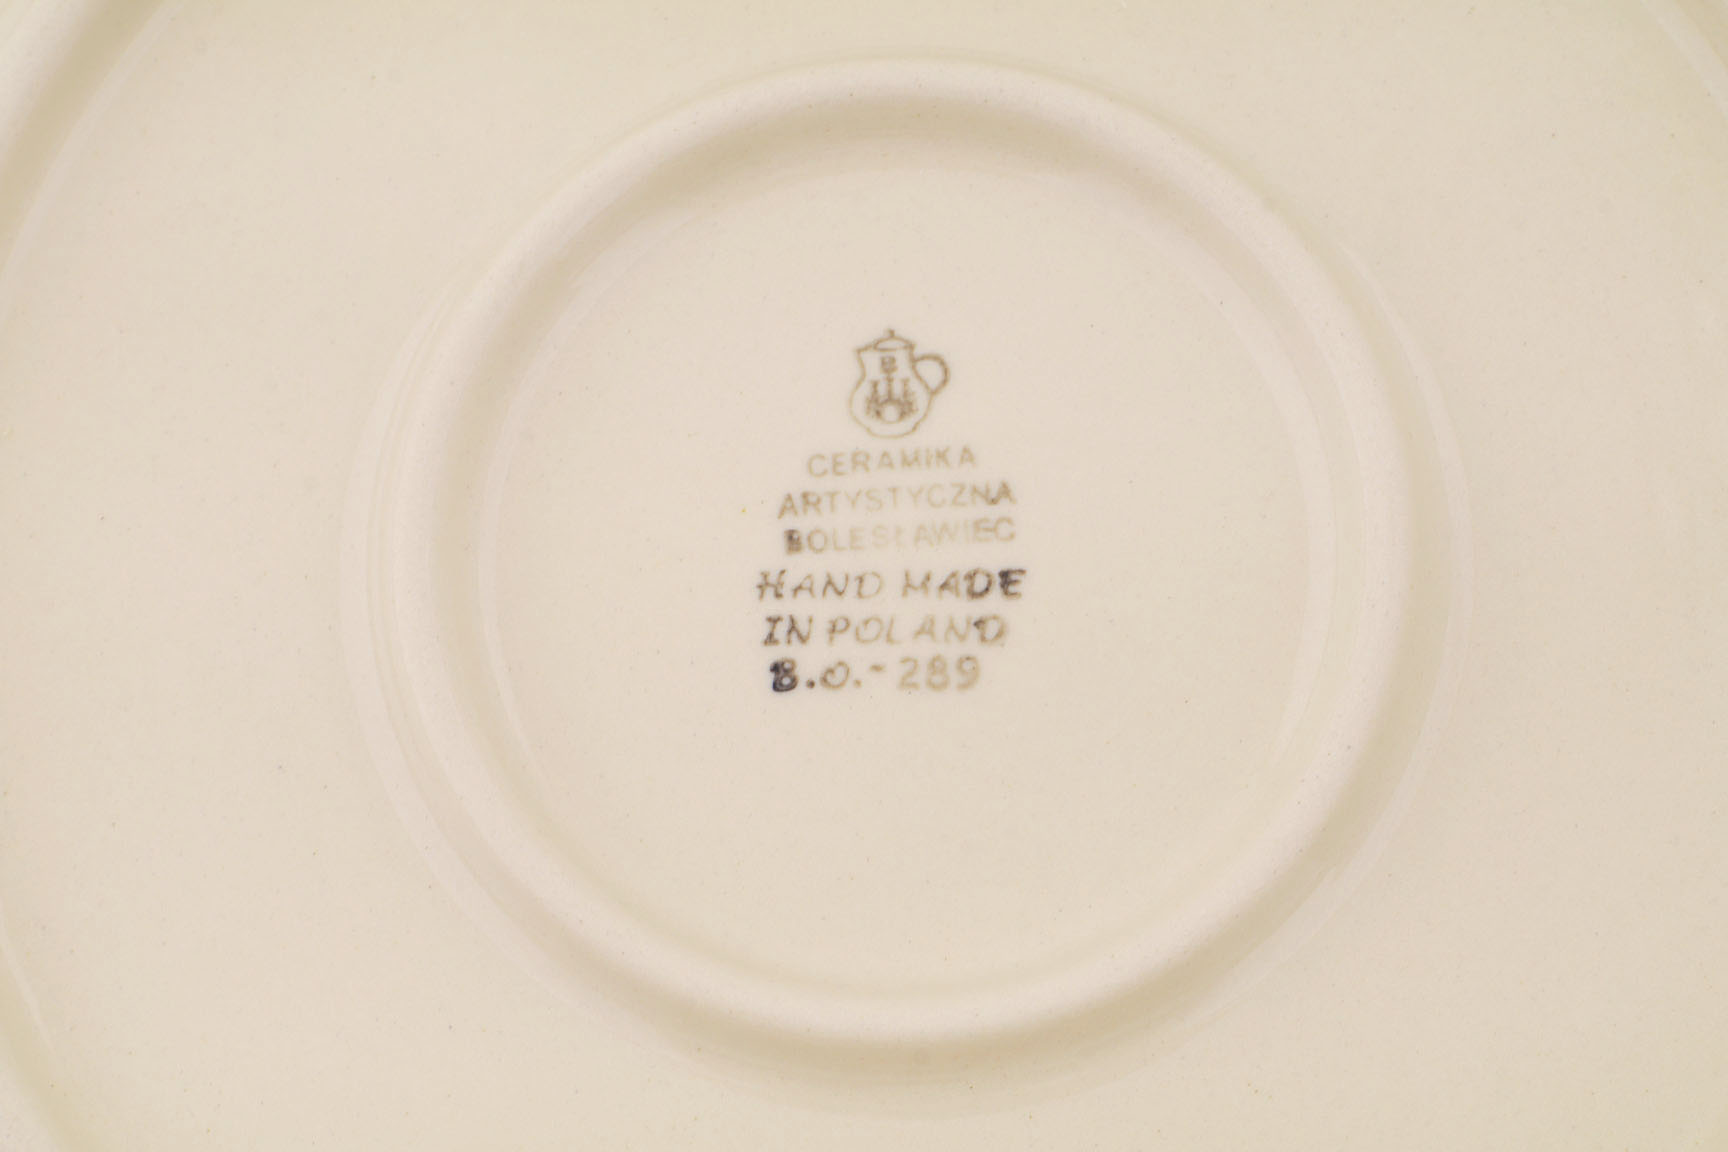 B
CERAMIKA
ARTYSTYCZNA
BOLESŁAWIEC
HAND MADE
IN POLAND
B.O.-289